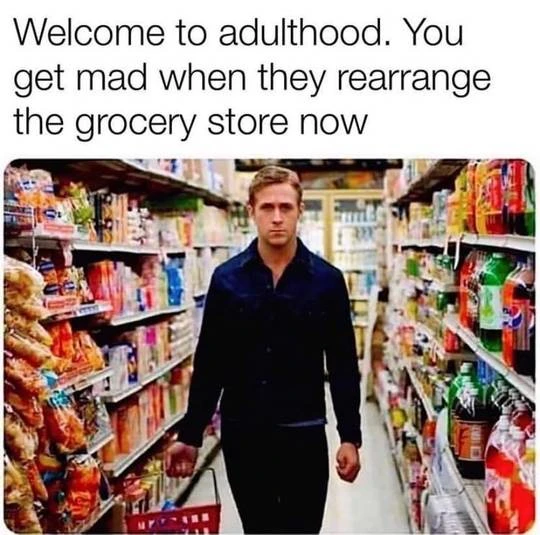 Welcome to adulthood. You
get mad when they rearrange
the grocery store now